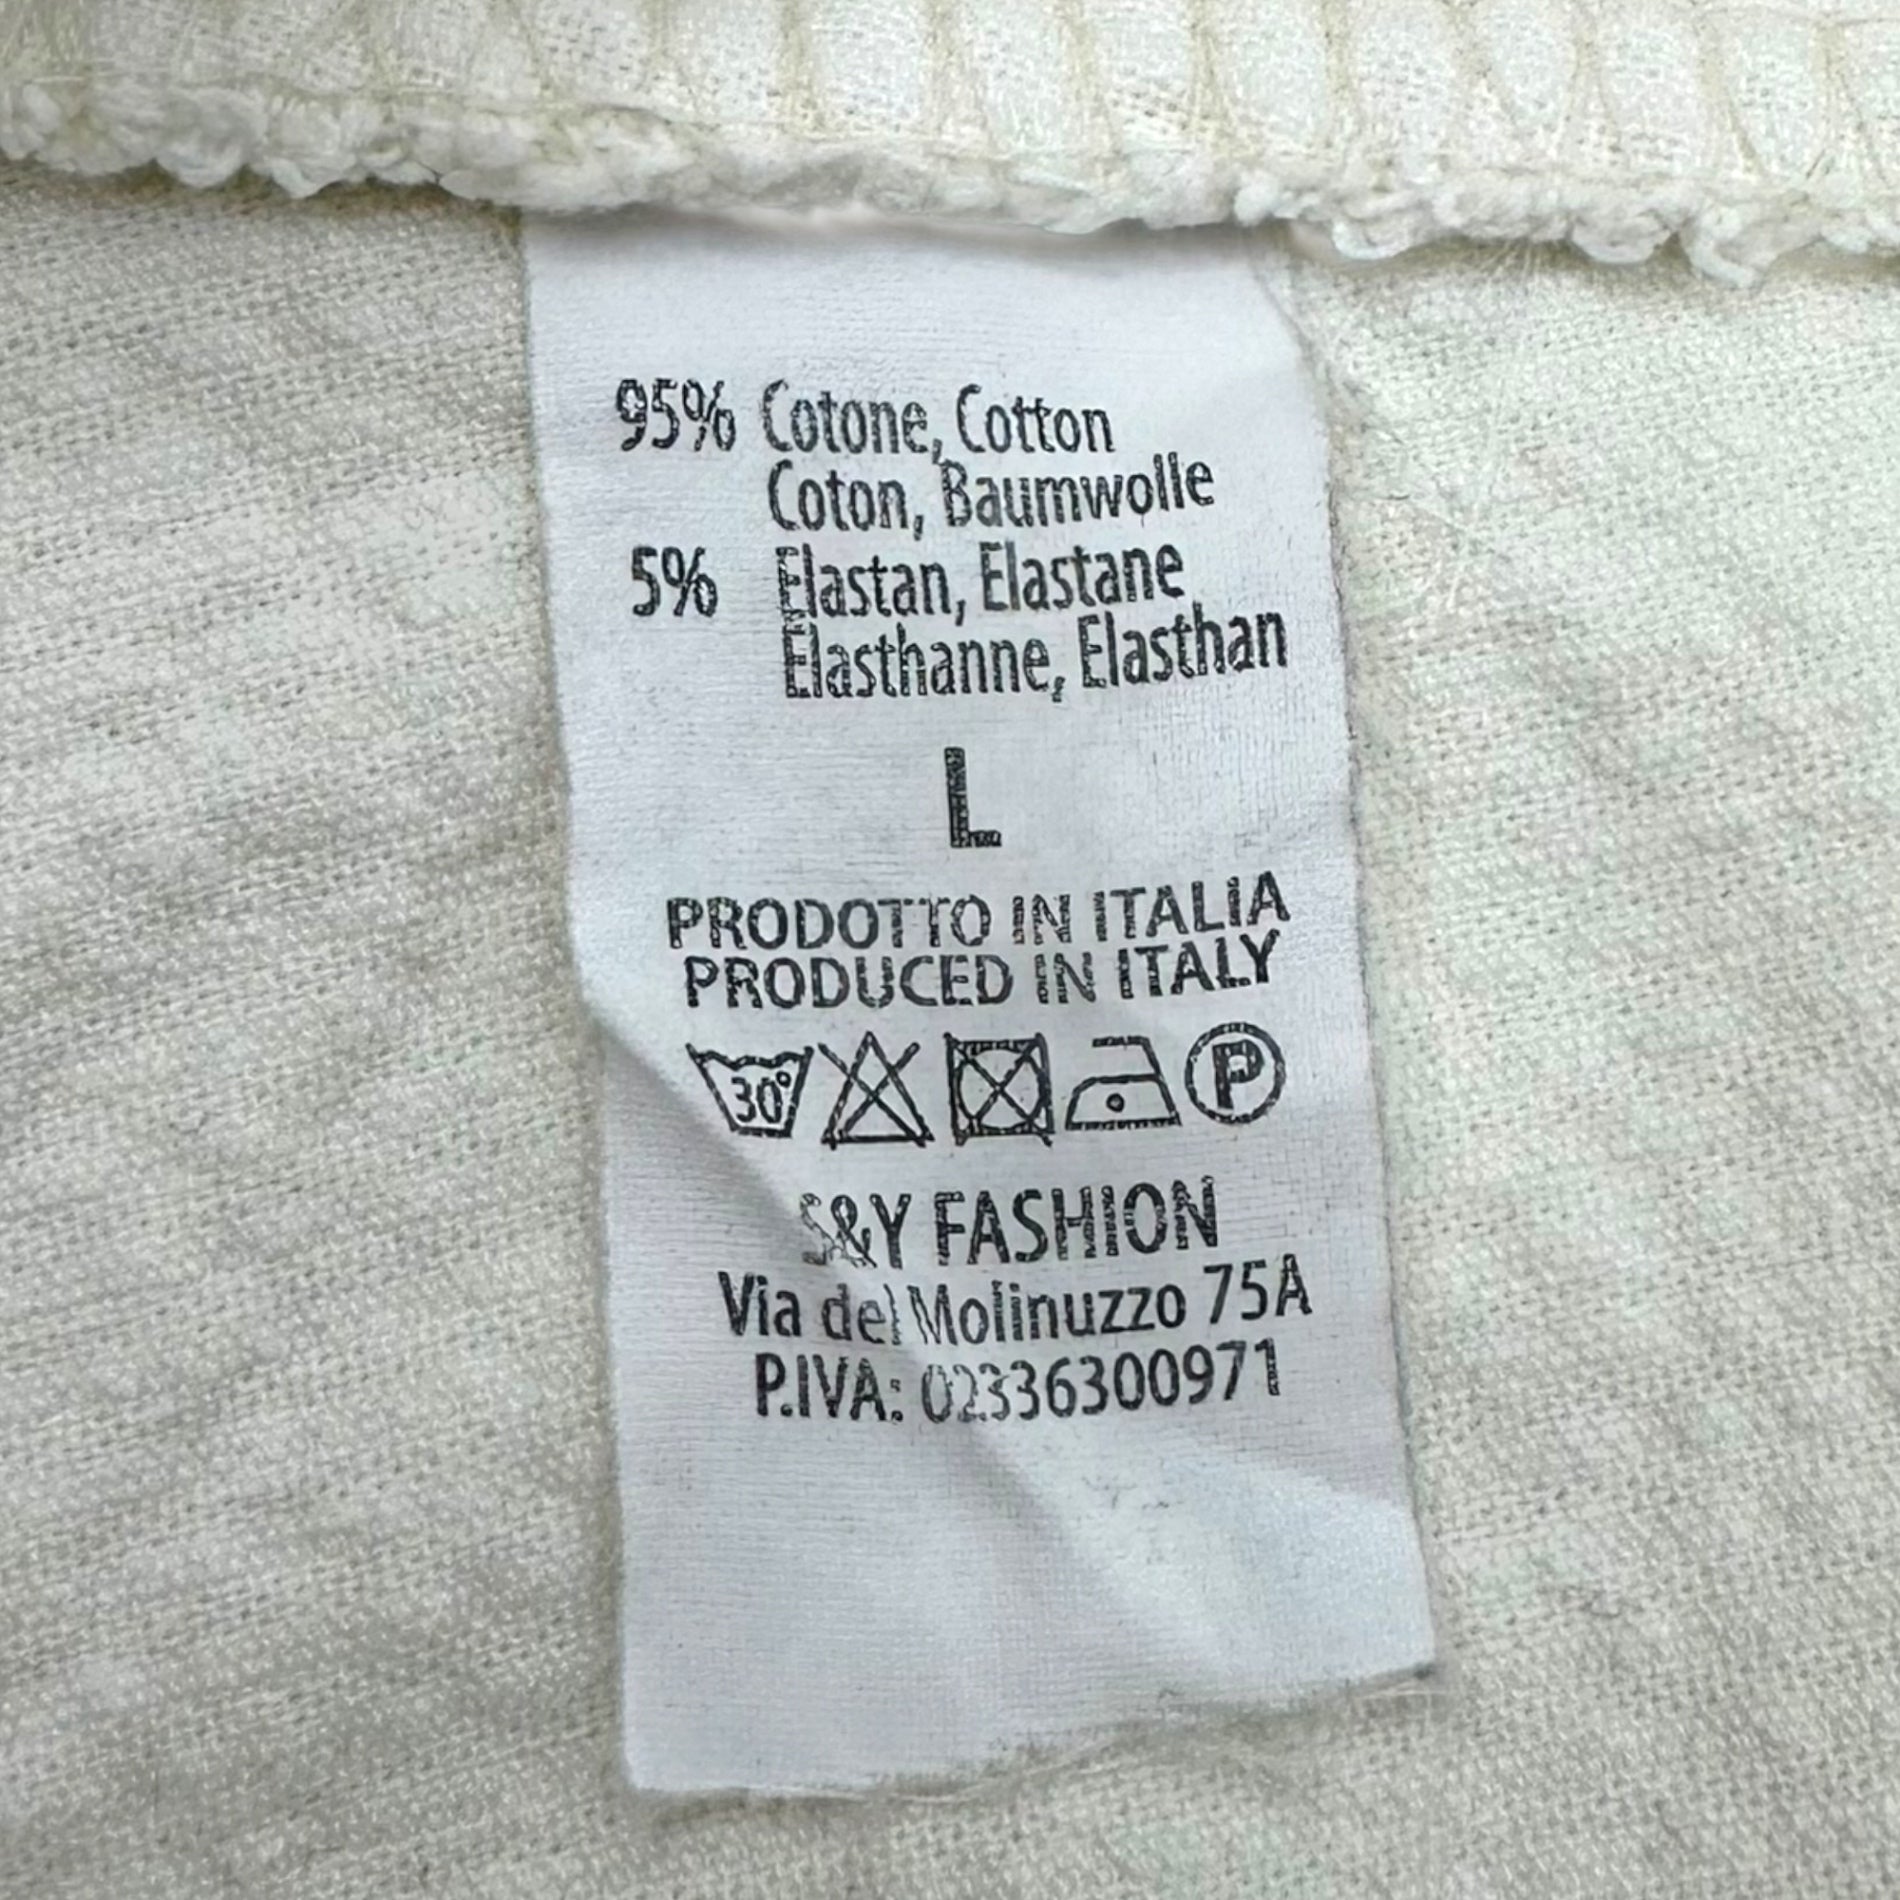 95% Cotone, Cotton
Coton, Baumwolle
5% Elastan, Elastane
Elasthanne, Elasthan
L
PRODOTTO IN ITALIA
PRODUCED IN ITALY
30° P
S&Y FASHION
Via del Molinuzzo 75A
P.IVA: 02336300971